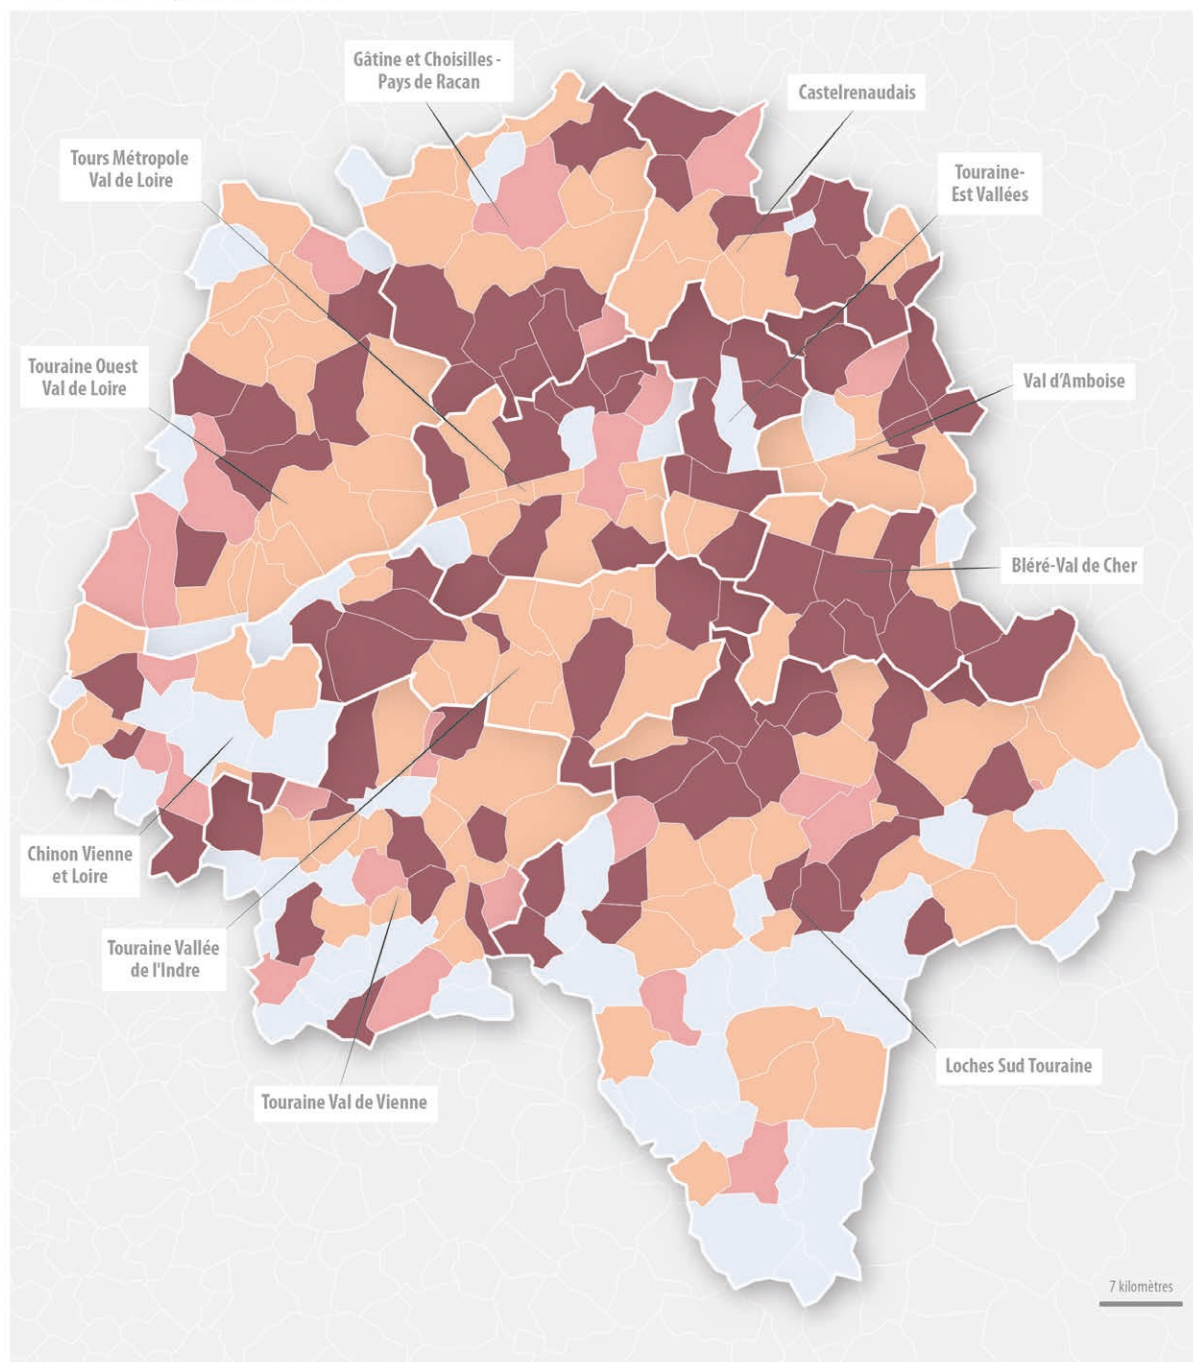 Gâtine et Choisilles -
Pays de Racan
Castelrenaudais
Tours Métropole
Val de Loire
Touraine-
Est Vallées
Touraine Ouest
Val de Loire
Val d’Amboise
Bléré-Val de Cher
Chinon Vienne
et Loire
Touraine Vallée
de l'Indre
Loches Sud Touraine
Touraine Val de Vienne
7 kilomètres